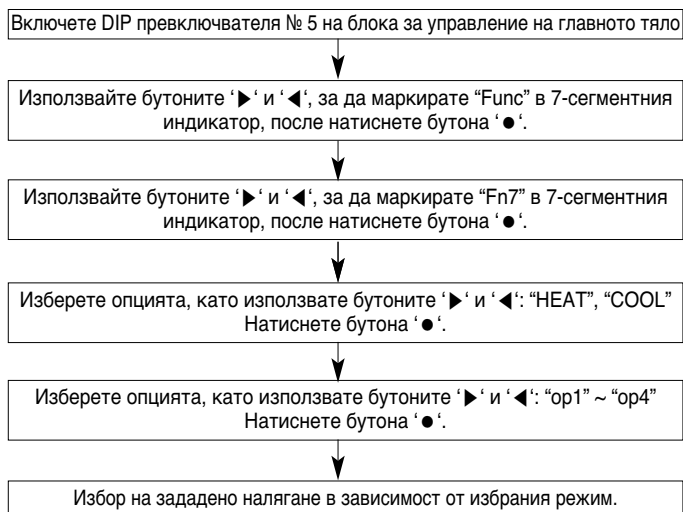 Включете DIP превключвателя № 5 на блока за управление на главното тяло
Използвайте бутоните ‘▶‘ и ‘◀‘, за да маркирате “Func” в 7-сегментния
индикатор, после натиснете бутона ‘●‘.
Използвайте бутоните ‘▶‘ и ‘◀‘, за да маркирате “Fn7” в 7-сегментния
индикатор, после натиснете бутона ‘●‘.
Изберете опцията, като използвате бутоните ‘▶‘ и ‘◀‘: “HEAT”, “COOL”
Натиснете бутона ‘●‘.
Изберете опцията, като използвате бутоните ‘▶‘ и ‘◀‘: “op1” ~ “op4”
Натиснете бутона ‘●‘.
Избор на зададено налягане в зависимост от избрания режим.